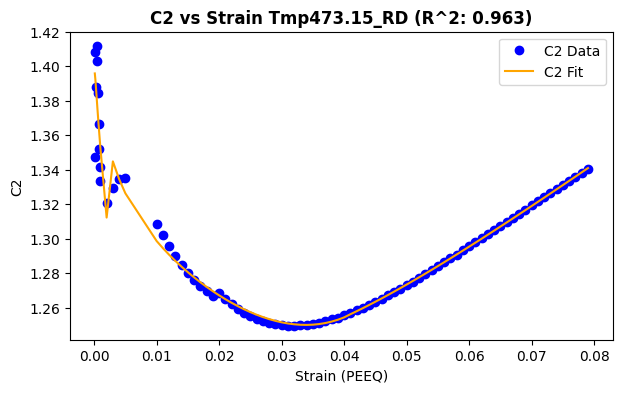 C2 vs Strain Tmp473.15_RD (R^2: 0.963)
C2 Data
C2 Fit
1.42
1.40
1.38
1.36
1.34
1.32
1.30
1.28
1.26
C2
0.00 0.01 0.02 0.03 0.04 0.05 0.06 0.07 0.08
Strain (PEEQ)